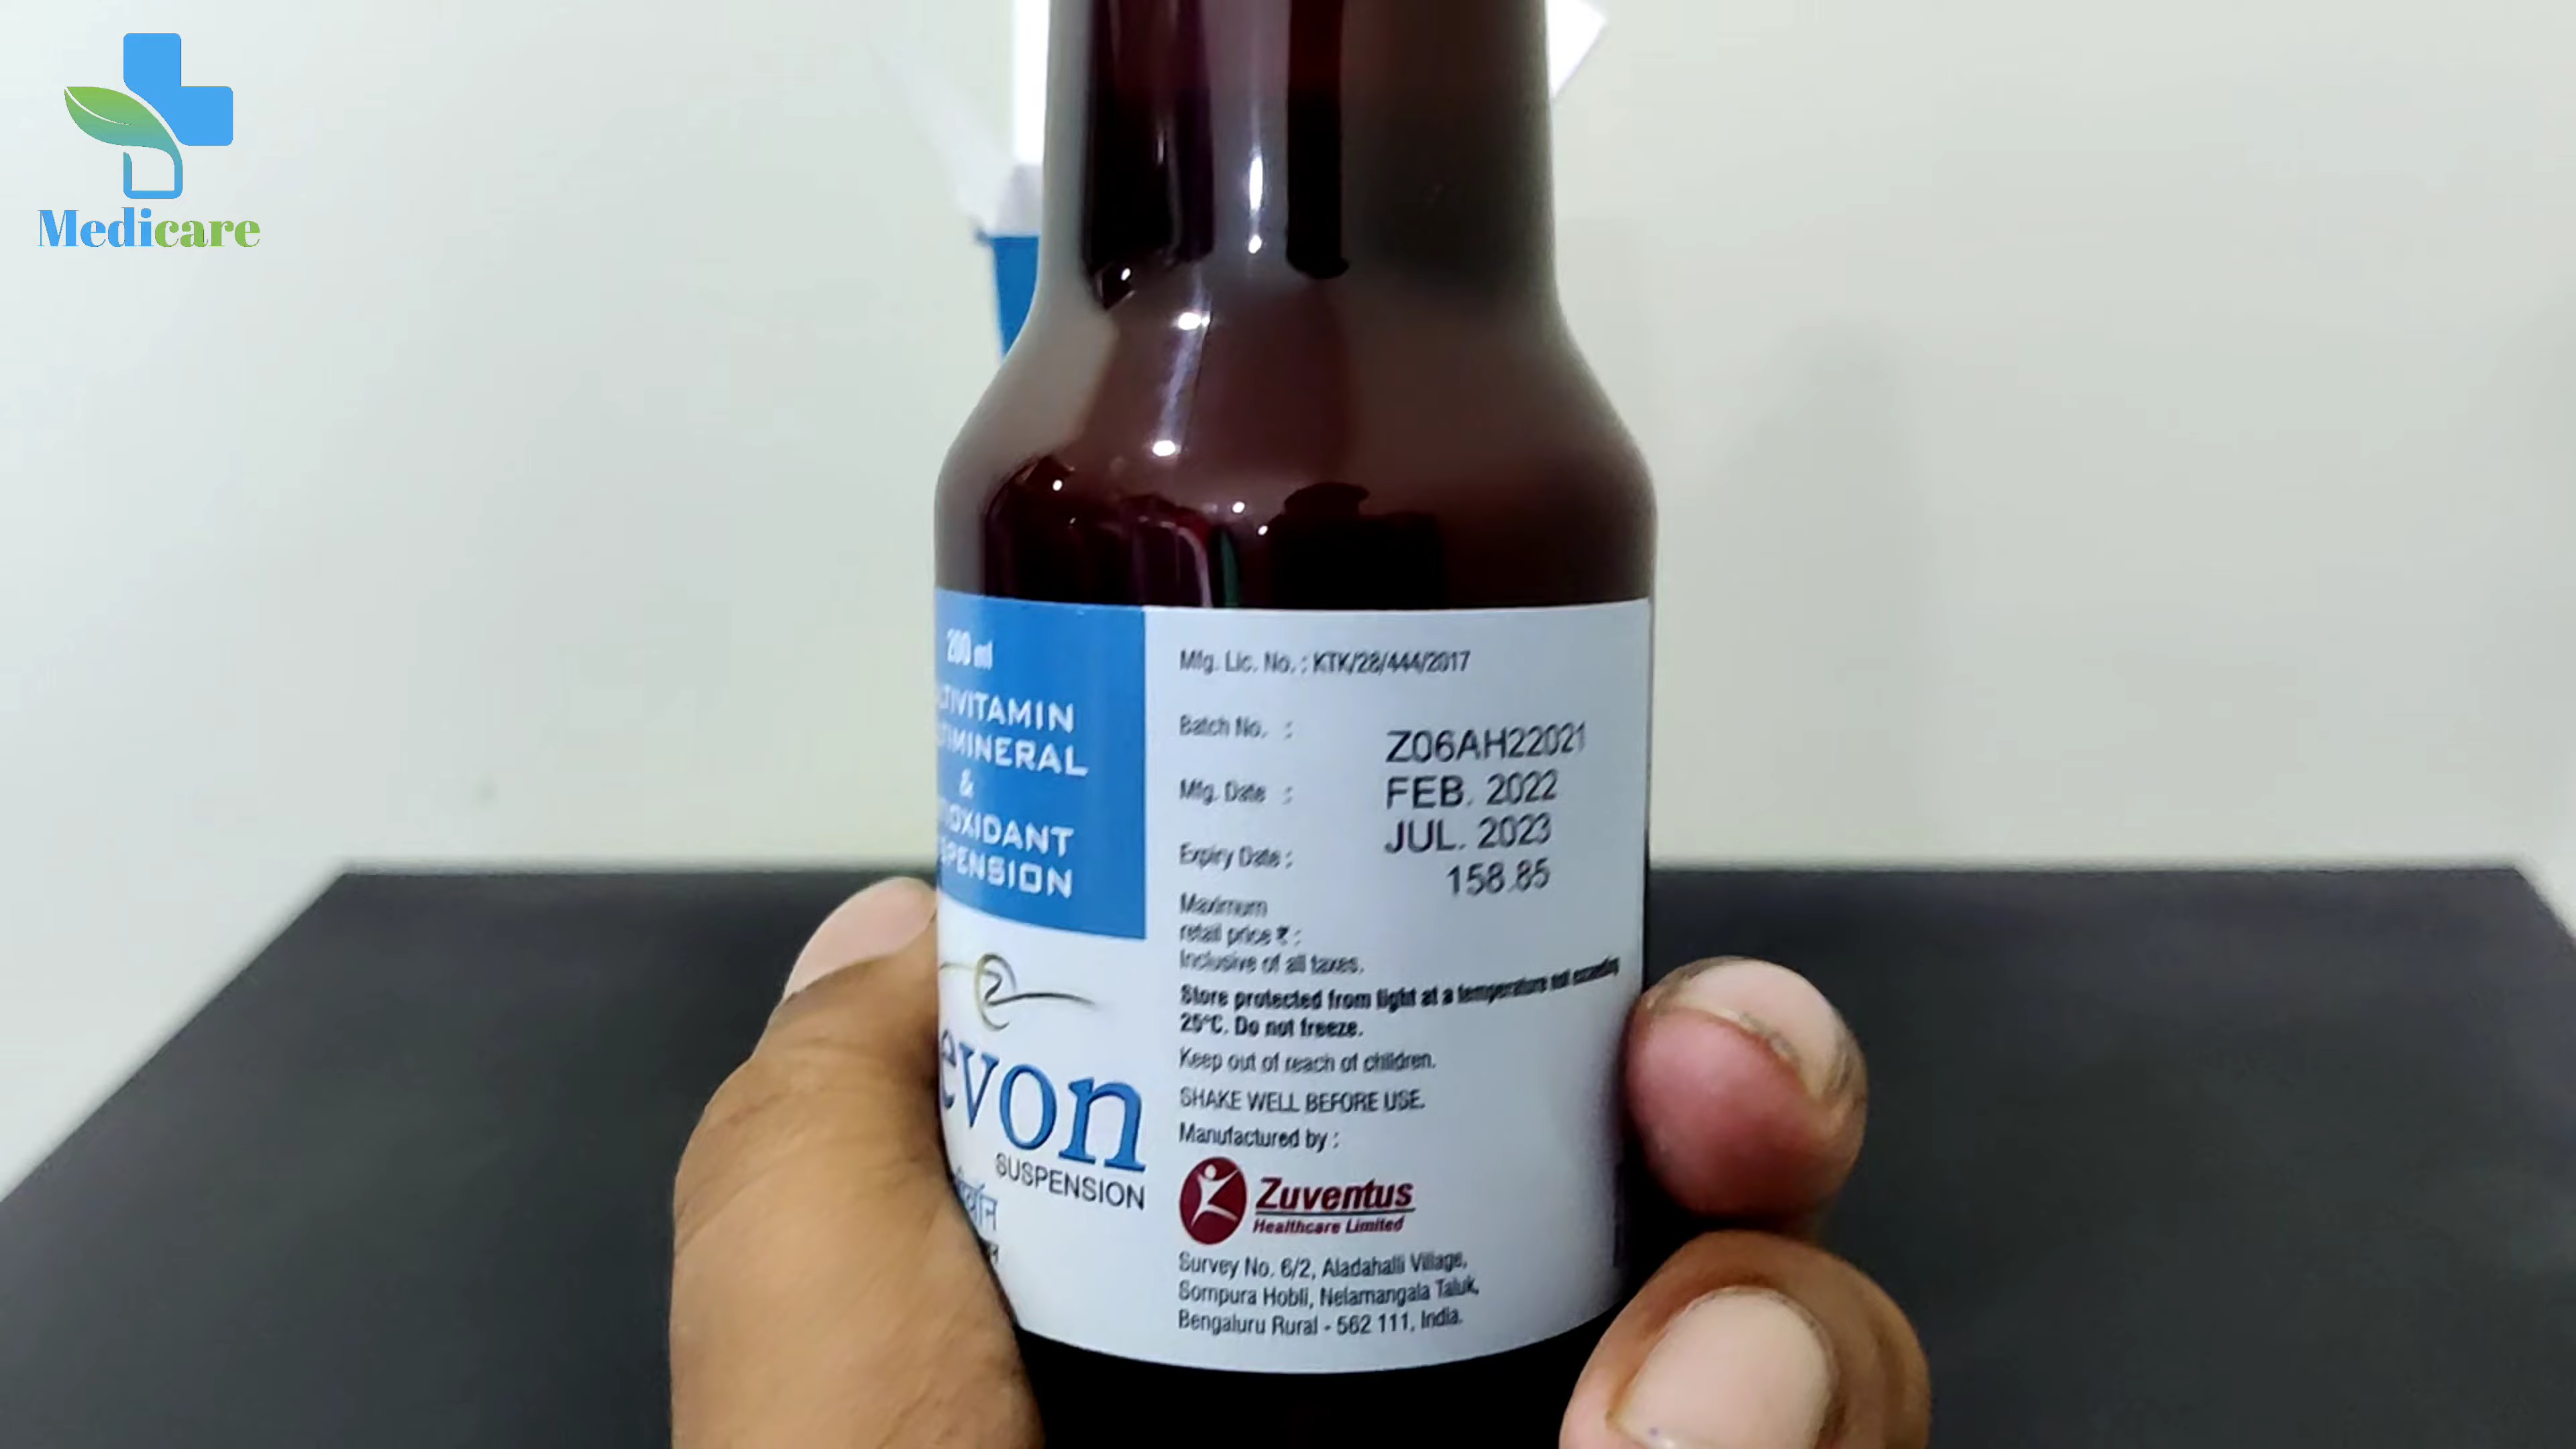 Medicare
200 ml
TIVITAMIN
MINERAL
&
OXIDANT
PENSION
evon
SUSPENSION
Mfg. Lic. No. : KTK/28/444/2017
Batch No. : Z06AH22021
Mfg. Date : FEB. 2022
Expiry Date : JUL. 2023
158.85
Maximum
retail price ₹ :
Inclusive of all taxes.
Store protected from light at a temperature not exceeding
25°C. Do not freeze.
Keep out of reach of children.
SHAKE WELL BEFORE USE.
Manufactured by :
Zuventus
Healthcare Limited
Survey No. 6/2, Aladahalli Village,
Sompura Hobli, Nelamangala Taluk,
Bengaluru Rural - 562 111, India.